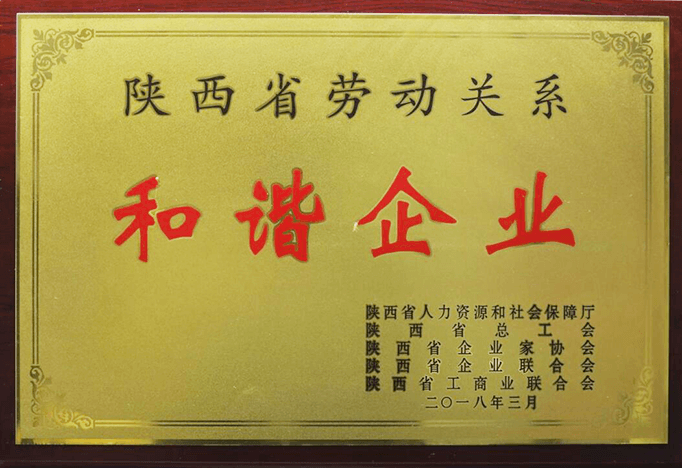 陕西省劳动关系
和谐企业
陕西省人力资源和社会保障厅
陕西省总工会
陕西省企业家协会
陕西省企业联合会
陕西省工商业联合会
二〇一八年三月